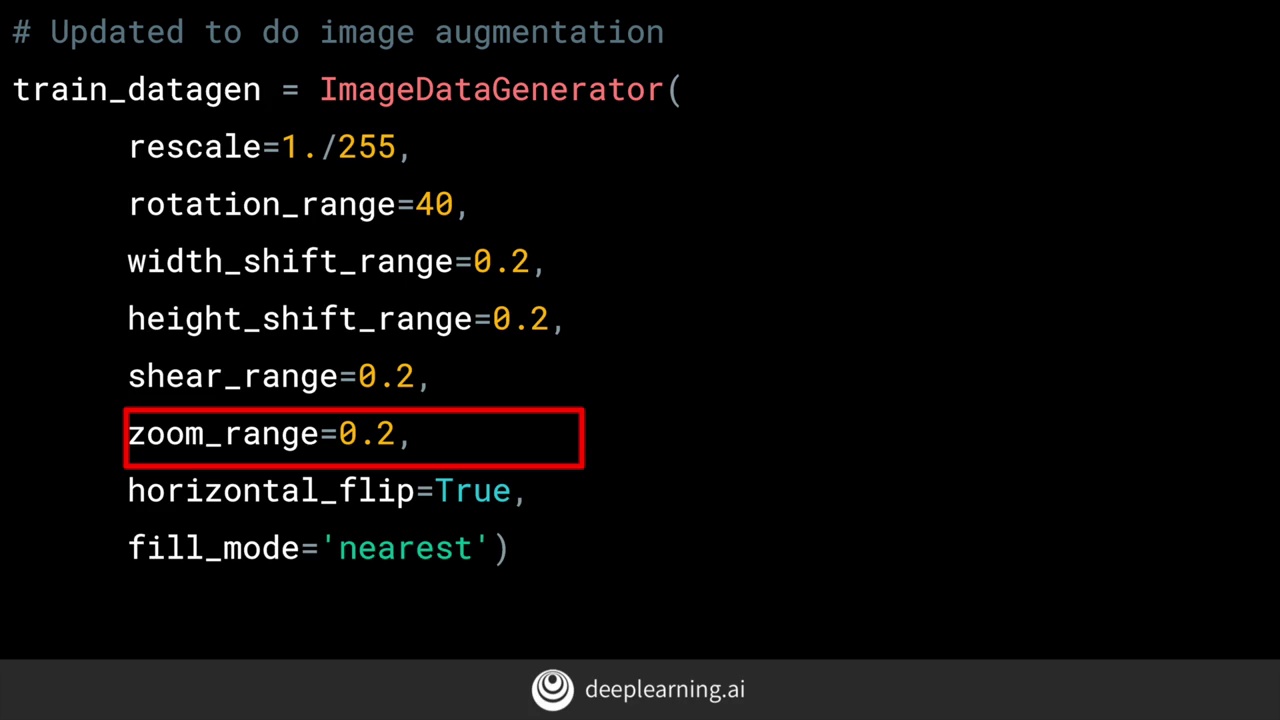 # Updated to do image augmentation
train_datagen = ImageDataGenerator(
rescale=1./255,
rotation_range=40,
width_shift_range=0.2,
height_shift_range=0.2,
shear_range=0.2,
zoom_range=0.2,
horizontal_flip=True,
fill_mode='nearest')
deeplearning.ai